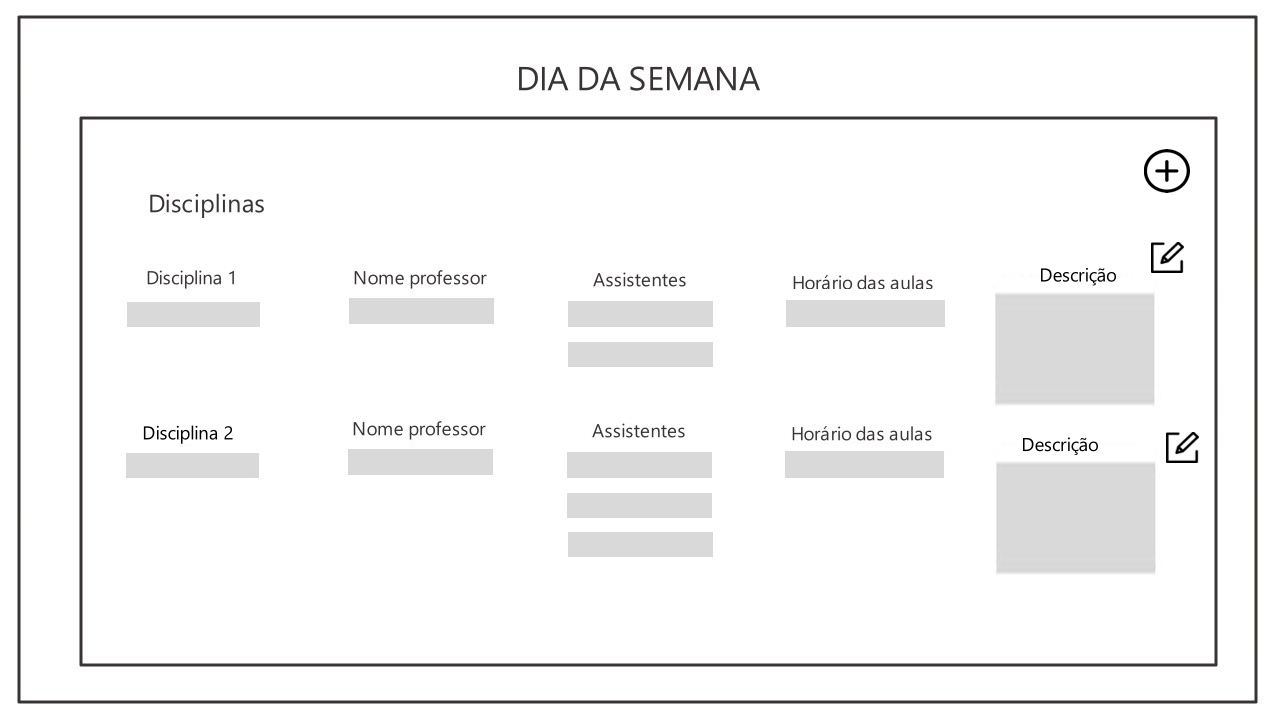 DIA DA SEMANA
Disciplinas
Disciplina 1
Nome professor
Assistentes
Horário das aulas
Descrição
Disciplina 2
Nome professor
Assistentes
Horário das aulas
Descrição